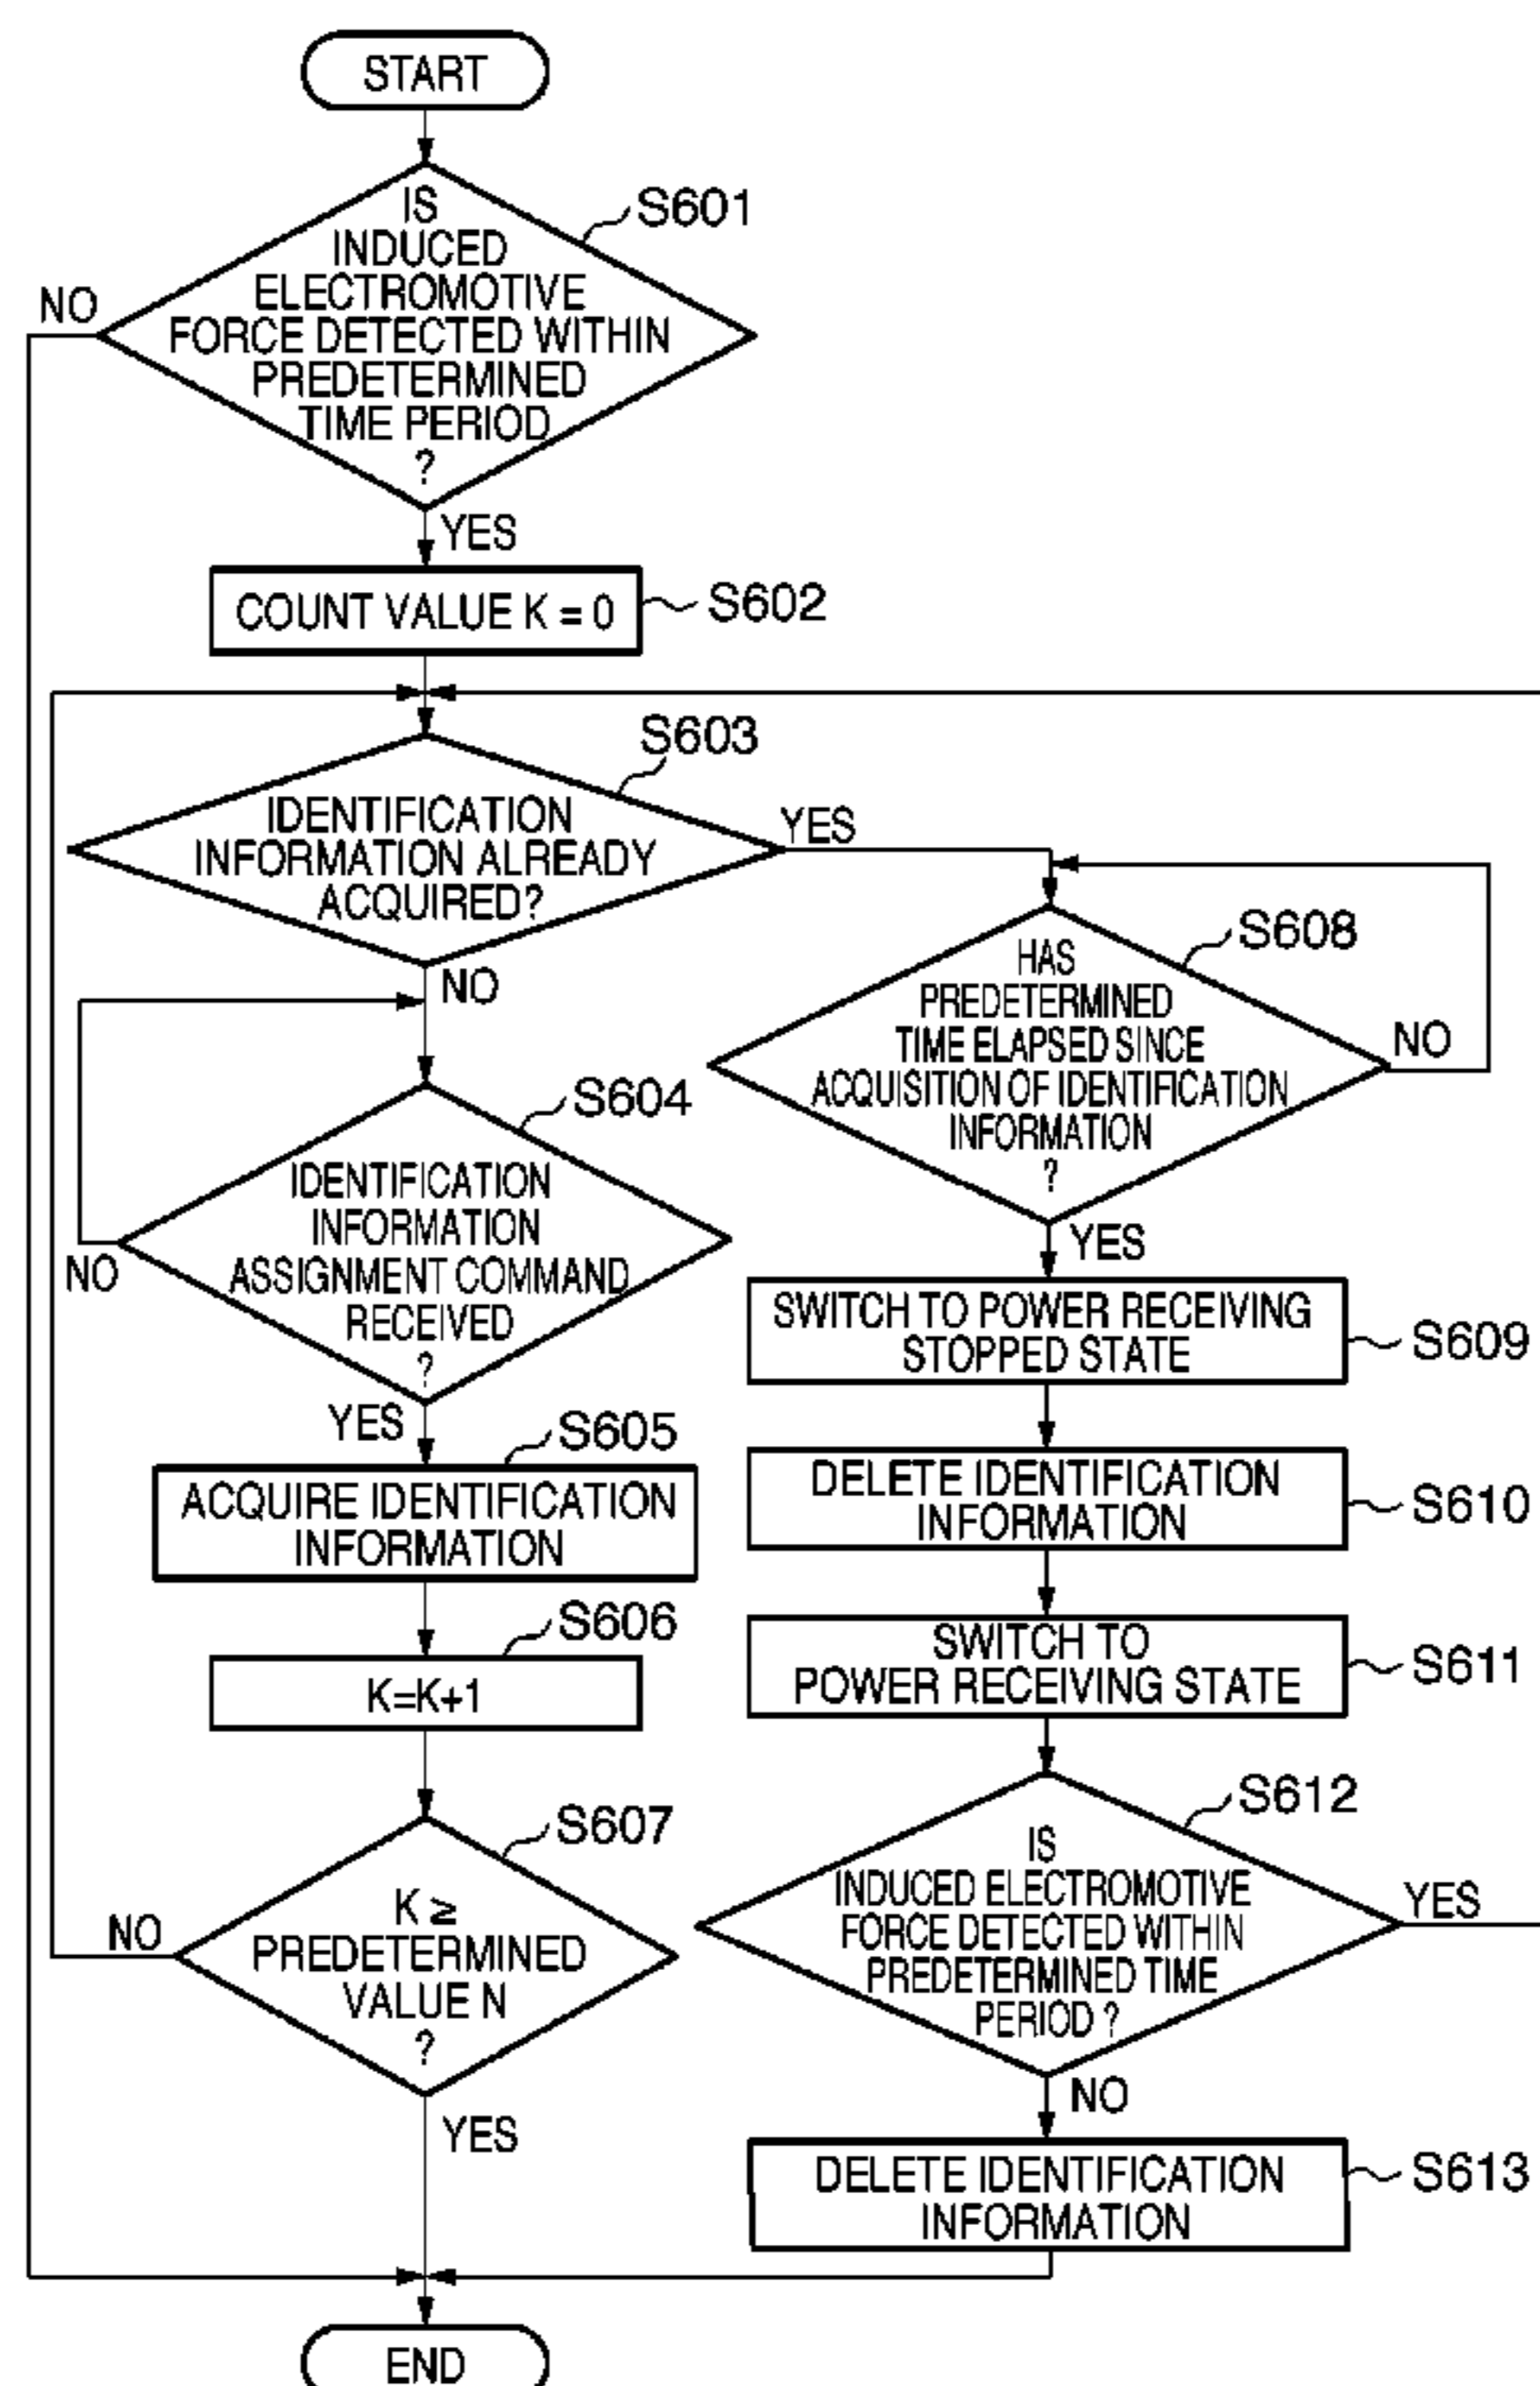 START
IS
INDUCED
ELECTROMOTIVE
FORCE DETECTED WITHIN
PREDETERMINED
TIME PERIOD
?
S601
NO
YES
COUNT VALUE K = 0
S602
S603
IDENTIFICATION
INFORMATION ALREADY
ACQUIRED?
YES
NO
S604
IDENTIFICATION
INFORMATION
ASSIGNMENT COMMAND
RECEIVED
?
NO
YES
S605
ACQUIRE IDENTIFICATION
INFORMATION
S606
K=K+1
S607
K ≥
PREDETERMINED
VALUE N
?
NO
YES
S608
HAS
PREDETERMINED
TIME ELAPSED SINCE
ACQUISITION OF IDENTIFICATION
INFORMATION
?
NO
YES
SWITCH TO POWER RECEIVING
STOPPED STATE
S609
DELETE IDENTIFICATION
INFORMATION
S610
SWITCH TO
POWER RECEIVING STATE
S611
S612
IS
INDUCED ELECTROMOTIVE
FORCE DETECTED WITHIN
PREDETERMINED TIME
PERIOD ?
YES
NO
DELETE IDENTIFICATION
INFORMATION
S613
END